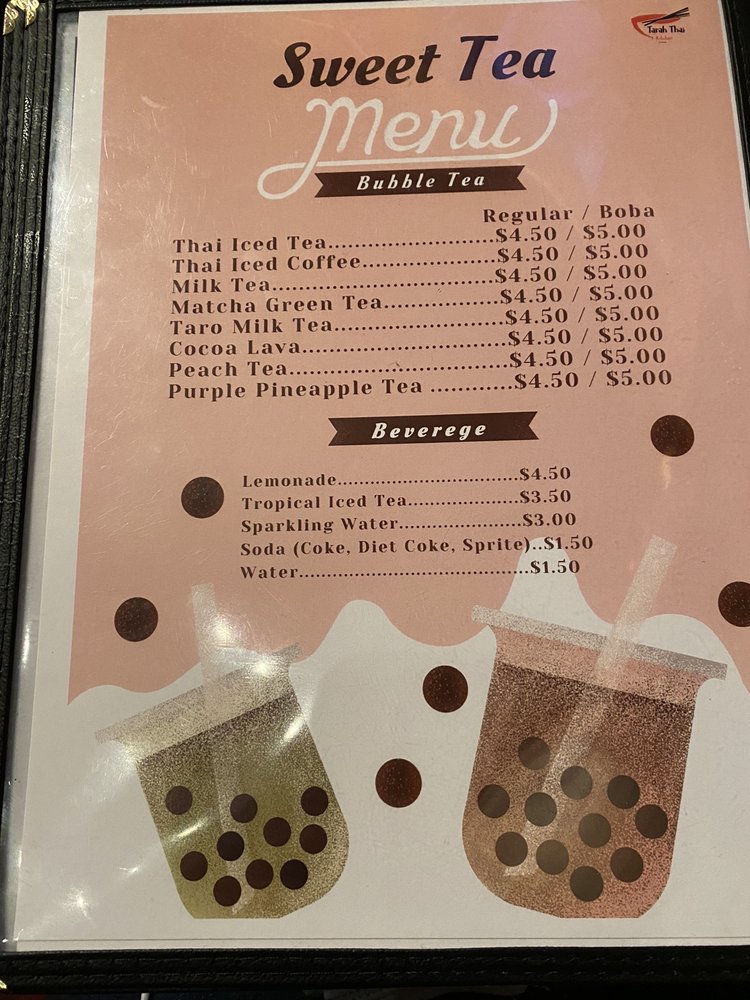 Tarah Thai
Sweet Tea
Menu
Bubble Tea
Regular / Boba
Thai Iced Tea.........................$4.50 / $5.00
Thai Iced Coffee....................$4.50 / $5.00
Milk Tea.................................$4.50 / $5.00
Matcha Green Tea.................$4.50 / $5.00
Taro Milk Tea.........................$4.50 / $5.00
Cocoa Lava..............................$4.50 / $5.00
Peach Tea................................$4.50 / $5.00
Purple Pineapple Tea ............$4.50 / $5.00
Beverege
Lemonade.................................$4.50
Tropical Iced Tea....................$3.50
Sparkling Water......................$3.00
Soda (Coke, Diet Coke, Sprite)..$1.50
Water.........................................$1.50